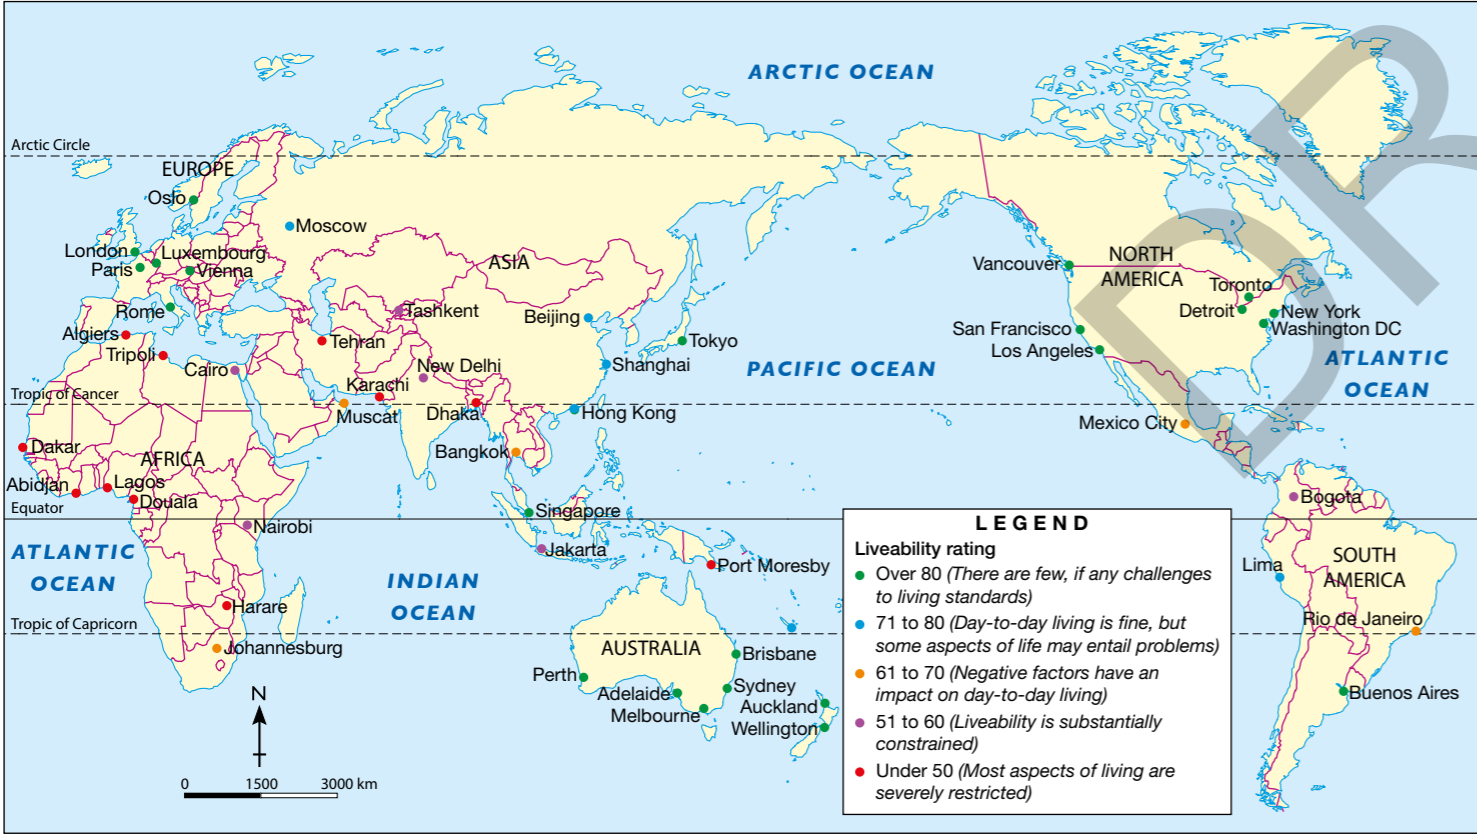 ARCTIC OCEAN
Arctic Circle
EUROPE
Oslo
Moscow
London
Luxembourg
Paris
Vienna
ASIA
Rome
Tashkent
Beijing
Algiers
Tehran
Tokyo
Tripoli
Cairo
New Delhi
Shanghai
Karachi
Tropic of Cancer
Muscat
Dhaka
Hong Kong
PACIFIC OCEAN
Vancouver
NORTH
AMERICA
Toronto
Detroit
New York
San Francisco
Washington DC
Los Angeles
ATLANTIC
OCEAN
Mexico City
Dakar
AFRICA
Bangkok
Abidjan
Lagos
Douala
Equator
Singapore
Nairobi
Jakarta
Port Moresby
Bogota
ATLANTIC
OCEAN
INDIAN
OCEAN
Harare
Lima
SOUTH
AMERICA
Tropic of Capricorn
Rio de Janeiro
Johannesburg
AUSTRALIA
Brisbane
Perth
Adelaide
Sydney
Melbourne
Auckland
Wellington
Buenos Aires
N
0 1500 3000 km
LEGEND
Liveability rating
Over 80 (There are few, if any challenges
to living standards)
71 to 80 (Day-to-day living is fine, but
some aspects of life may entail problems)
61 to 70 (Negative factors have an
impact on day-to-day living)
51 to 60 (Liveability is substantially
constrained)
Under 50 (Most aspects of living are
severely restricted)
DR